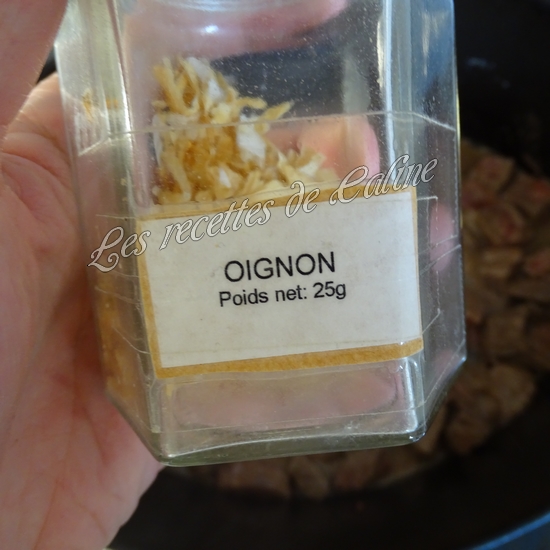 Les recettes de Caline
OIGNON
Poids net: 25g